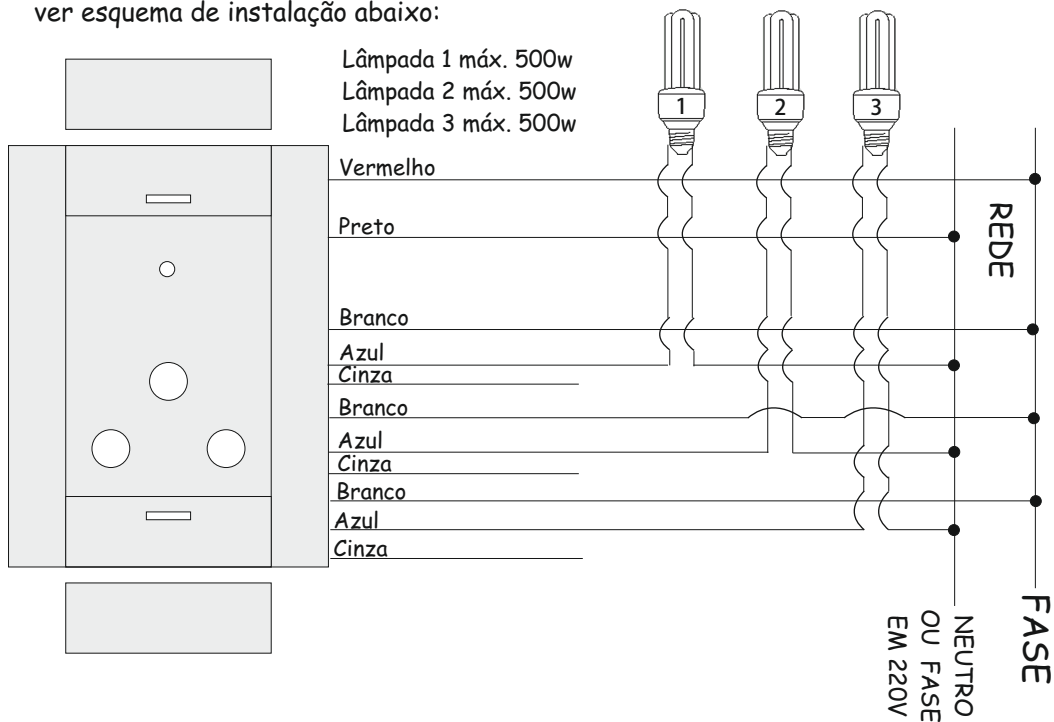 ver esquema de instalação abaixo:
Lâmpada 1 máx. 500w
Lâmpada 2 máx. 500w
Lâmpada 3 máx. 500w
1
2
3
Vermelho
Preto
Branco
Azul
Cinza
Branco
Azul
Cinza
Branco
Azul
Cinza
REDE
FASE
NEUTRO
OU FASE
EM 220V